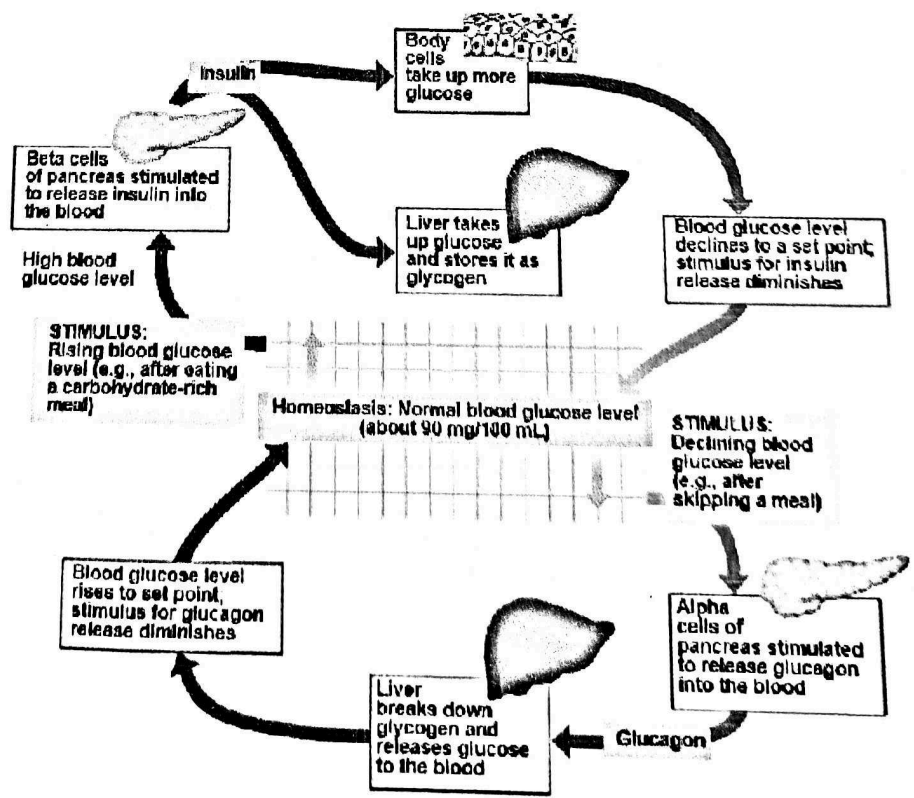 Body
cells
take up more
glucose
Insulin
Beta cells
of pancreas stimulated
to release insulin into
the blood
Liver takes
up glucose
and stores it as
glycogen
Blood glucose level
declines to a set point;
stimulus for insulin
release diminishes
High blood
glucose level
STIMULUS:
Rising blood glucose
level (e.g., after eating
a carbohydrate-rich
meal)
Homeostasis: Normal blood glucose level
(about 90 mg/100 mL)
STIMULUS:
Declining blood
glucose level
(e.g., after
skipping a meal)
Blood glucose level
rises to set point;
stimulus for glucagon
release diminishes
Alpha
cells of
pancreas stimulated
to release glucagon
into the blood
Liver
breaks down
glycogen and
releases glucose
to the blood
Glucagon